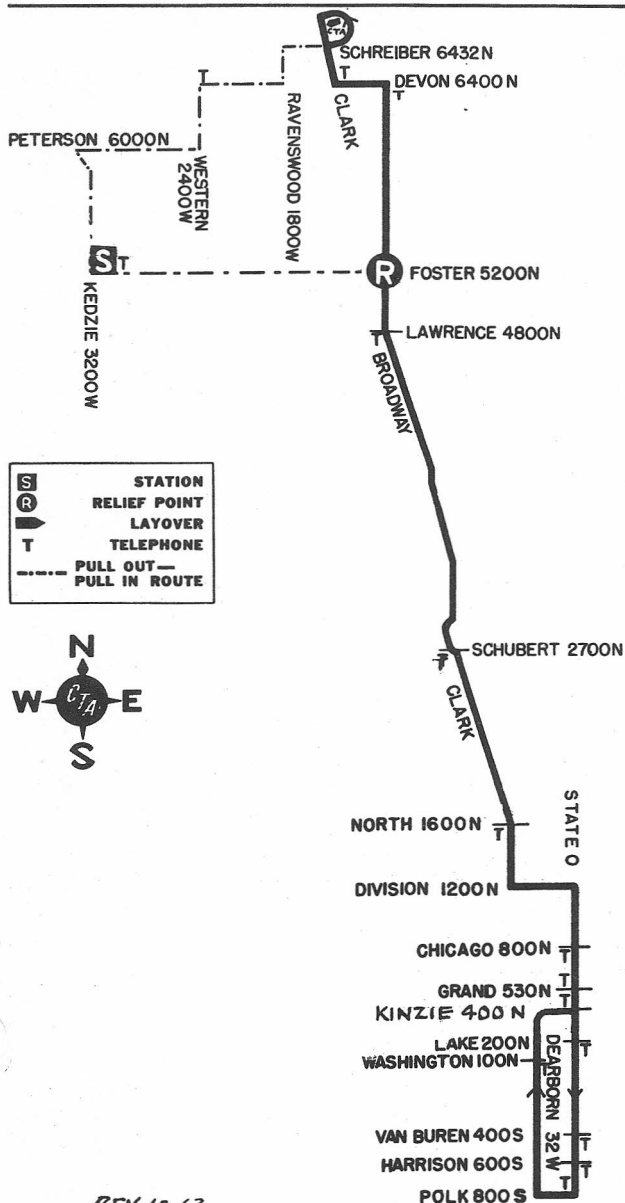 CTA
SCHREIBER 6432N
T
T
DEVON 6400N
T
CLARK
RAVENSWOOD 1800W
PETERSON 6000N
WESTERN
2400W
S T
R
FOSTER 5200N
KEDZIE 3200W
T
LAWRENCE 4800N
BROADWAY
S STATION
R RELIEF POINT
LAYOVER
T TELEPHONE
PULL OUT—
PULL IN ROUTE
N
W CTA E
S
T
SCHUBERT 2700N
CLARK
NORTH 1600N
T
STATE 0
DIVISION 1200N
CHICAGO 800N
T
T
GRAND 530N
T
KINZIE 400 N
LAKE 200N
T
WASHINGTON 100N
T
DEARBORN 32 W
VAN BUREN 400S
T
HARRISON 600S
T
T
POLK 800S